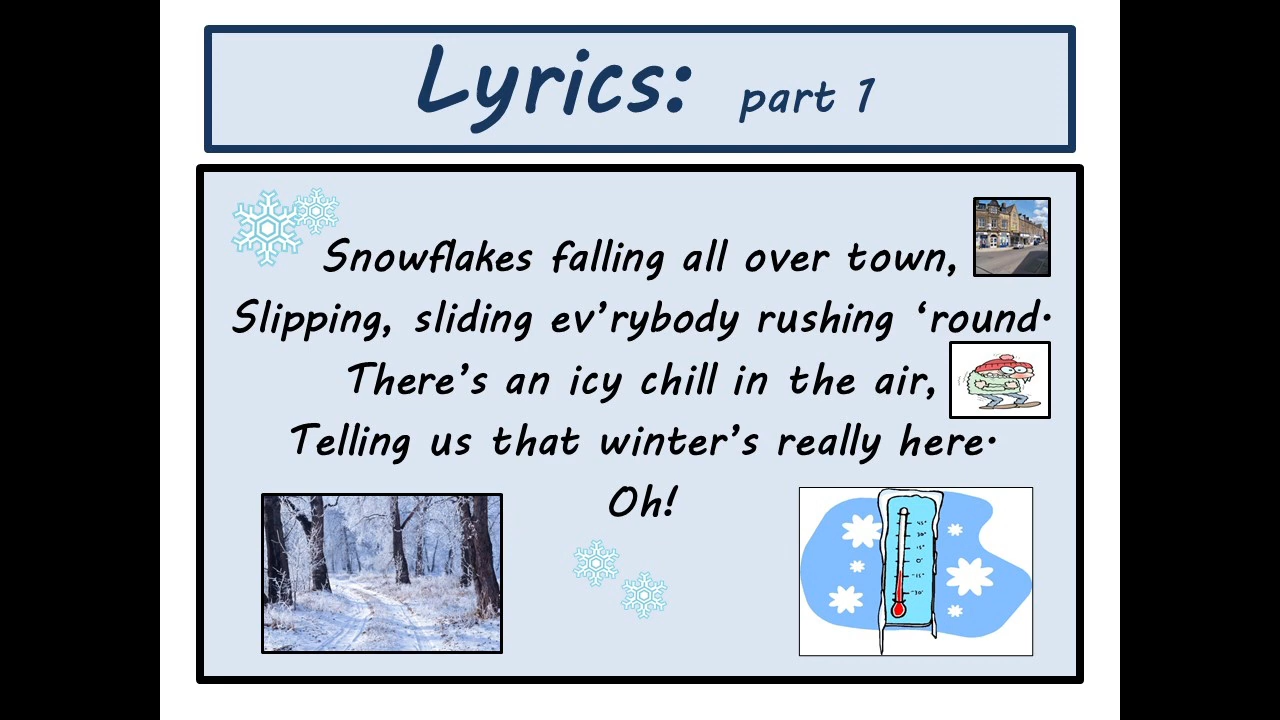 Lyrics: part 1
Snowflakes falling all over town,
Slipping, sliding ev’rybody rushing ‘round.
There’s an icy chill in the air,
Telling us that winter’s really here.
Oh!